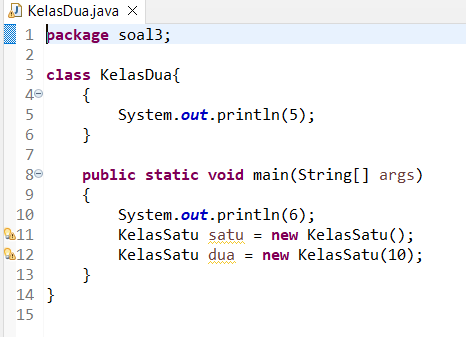 KelasDua.java
1 package soal3;
2
3 class KelasDua{
4     {
5         System.out.println(5);
6     }
7
8     public static void main(String[] args)
9     {
10         System.out.println(6);
11         KelasSatu satu = new KelasSatu();
12         KelasSatu dua = new KelasSatu(10);
13     }
14 }
15